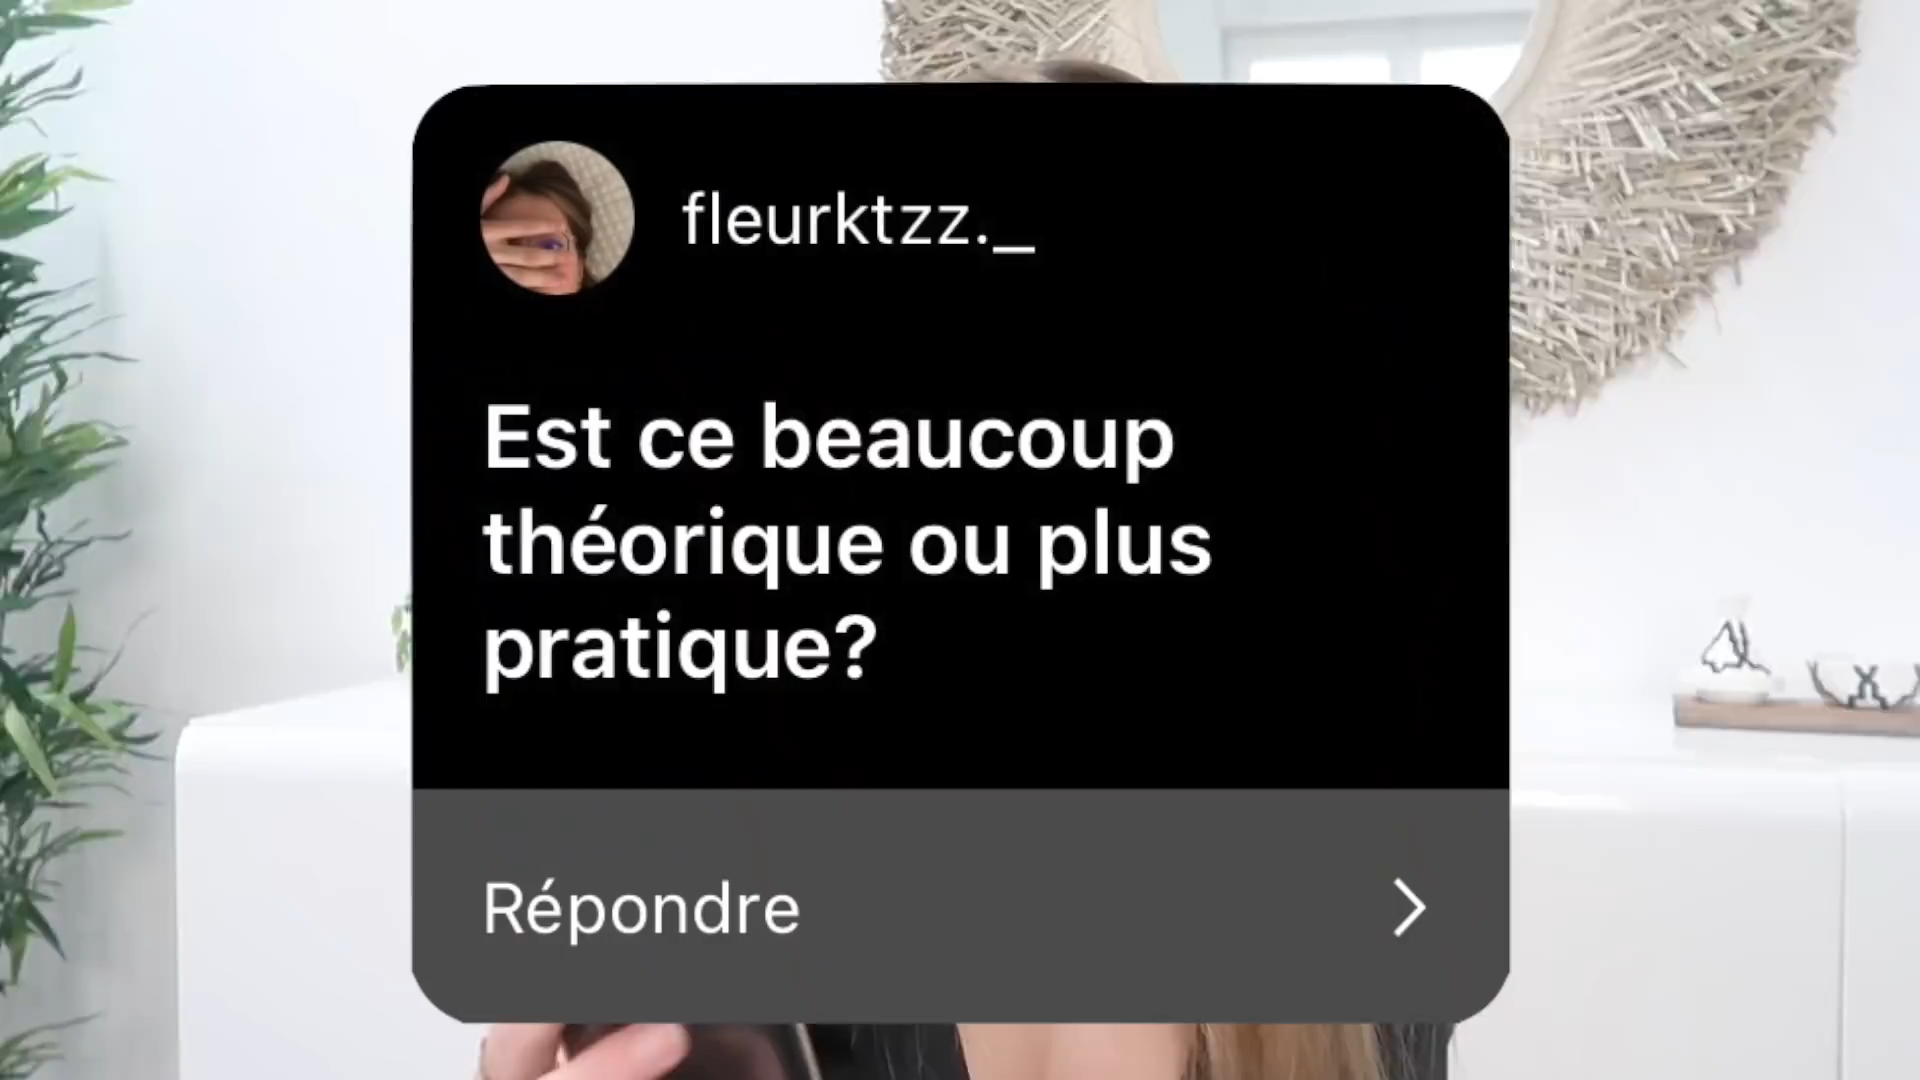 fleurktzz._
Est ce beaucoup
théorique ou plus
pratique?
Répondre